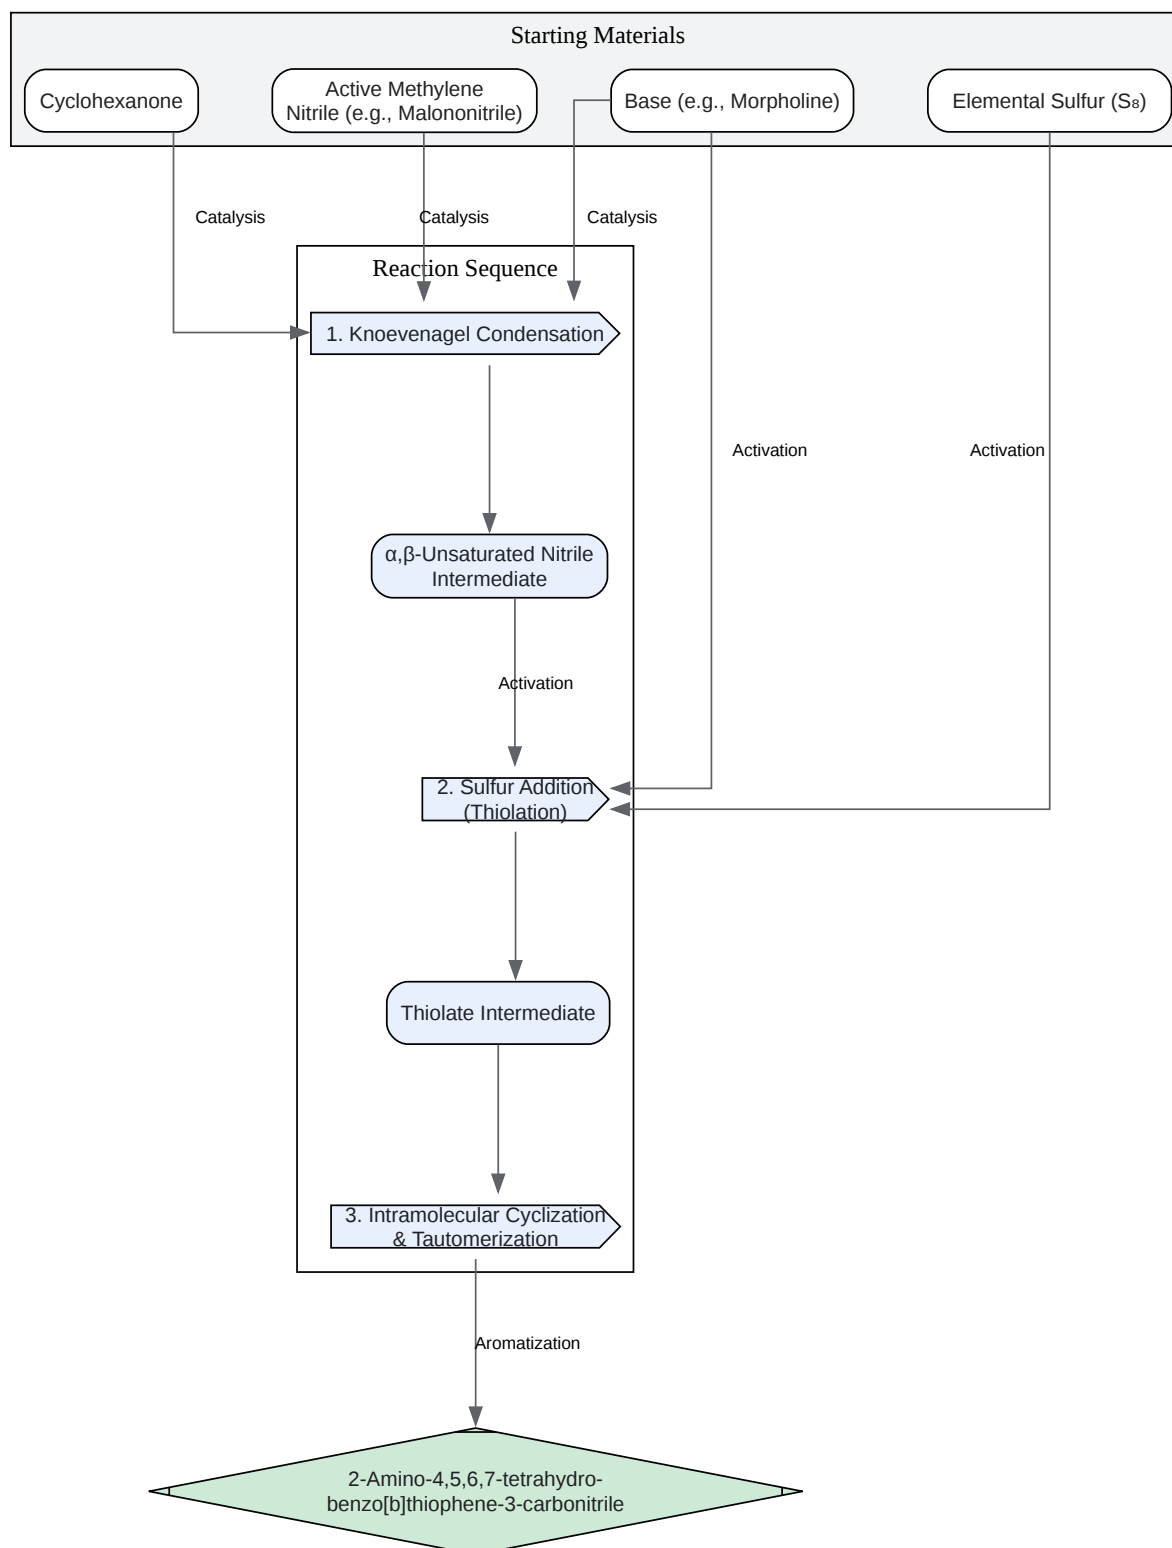 Starting Materials
Cyclohexanone
Active Methylene
Nitrile (e.g., Malononitrile)
Base (e.g., Morpholine)
Elemental Sulfur (S₈)
Catalysis
Catalysis
Catalysis
Reaction Sequence
1. Knoevenagel Condensation
Activation
Activation
α,β-Unsaturated Nitrile
Intermediate
Activation
2. Sulfur Addition
(Thiolation)
Thiolate Intermediate
3. Intramolecular Cyclization
& Tautomerization
Aromatization
2-Amino-4,5,6,7-tetrahydro-
benzo[b]thiophene-3-carbonitrile